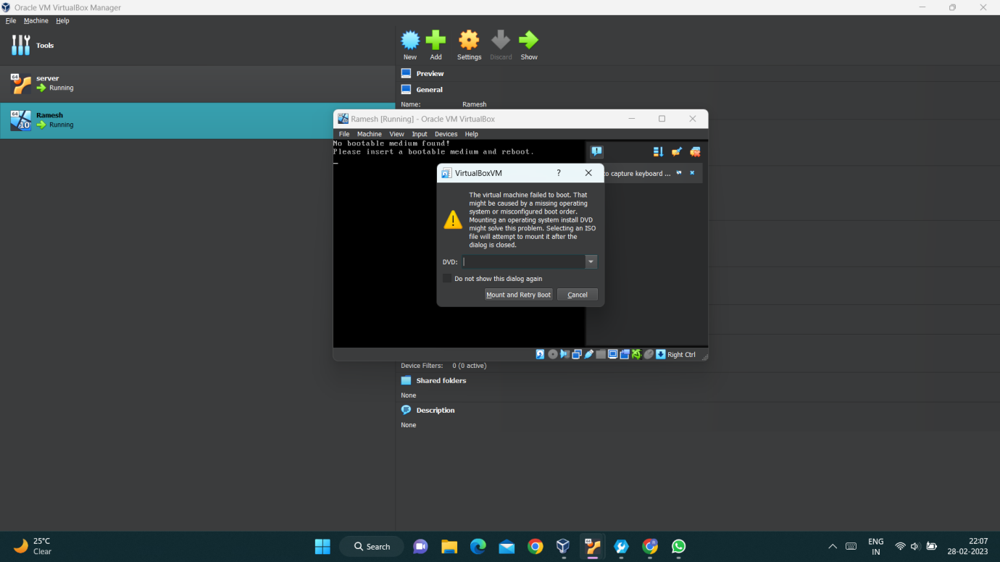 Oracle VM VirtualBox Manager
File Machine Help
Tools
New Add Settings Discard Show
64
server
Running
Preview
General
Name: Ramesh
64
10
Ramesh
Running
Ramesh [Running] - Oracle VM VirtualBox
File Machine View Input Devices Help
No bootable medium found!
Please insert a bootable medium and reboot.
to capture keyboard ...
VirtualBoxVM
?
The virtual machine failed to boot. That
might be caused by a missing operating
system or misconfigured boot order.
Mounting an operating system install DVD
might solve this problem. Selecting an ISO
file will attempt to mount it after the
dialog is closed.
DVD:
Do not show this dialog again
Mount and Retry Boot Cancel
Right Ctrl
Device Filters: 0 (0 active)
Shared folders
None
Description
None
25°C
Clear
Search
ENG
IN
22:07
28-02-2023